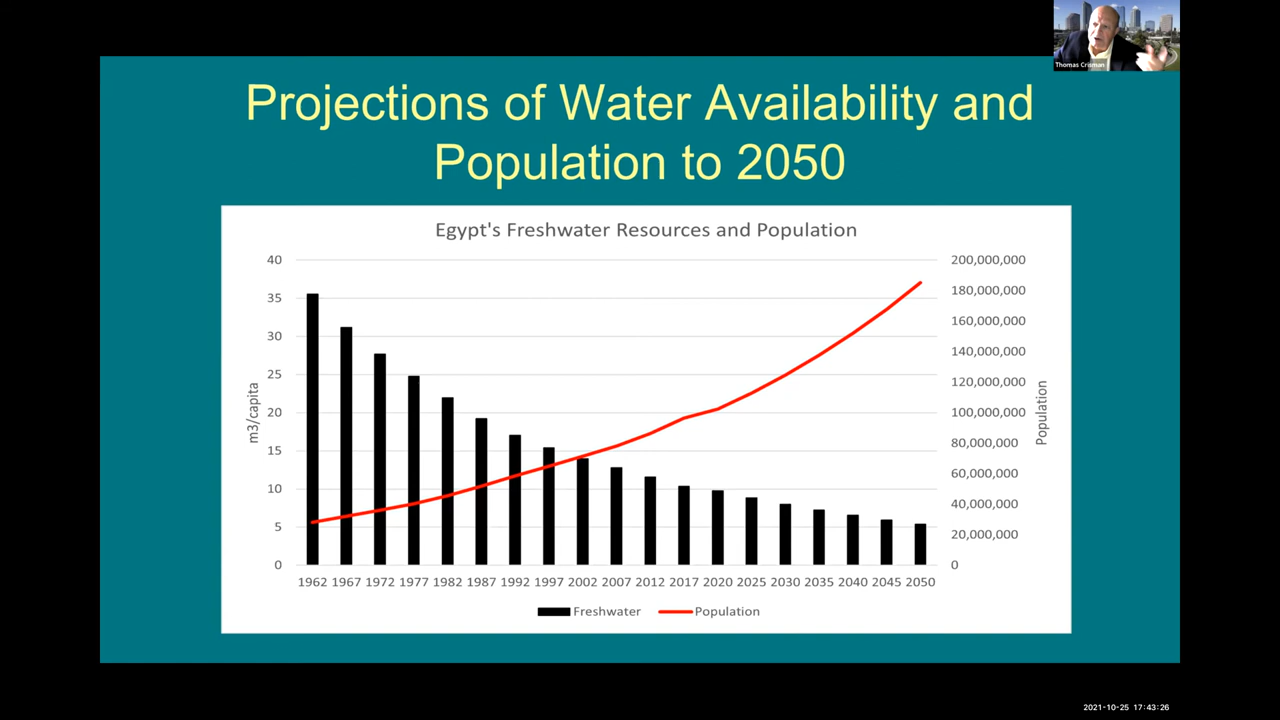 Thomas Crisman
Projections of Water Availability and
Population to 2050
Egypt's Freshwater Resources and Population
40
35
30
25
20
15
10
5
0
m3/capita
200,000,000
180,000,000
160,000,000
140,000,000
120,000,000
100,000,000
80,000,000
60,000,000
40,000,000
20,000,000
0
Population
1962 1967 1972 1977 1982 1987 1992 1997 2002 2007 2012 2017 2020 2025 2030 2035 2040 2045 2050
Freshwater Population
2021-10-25 17:43:26